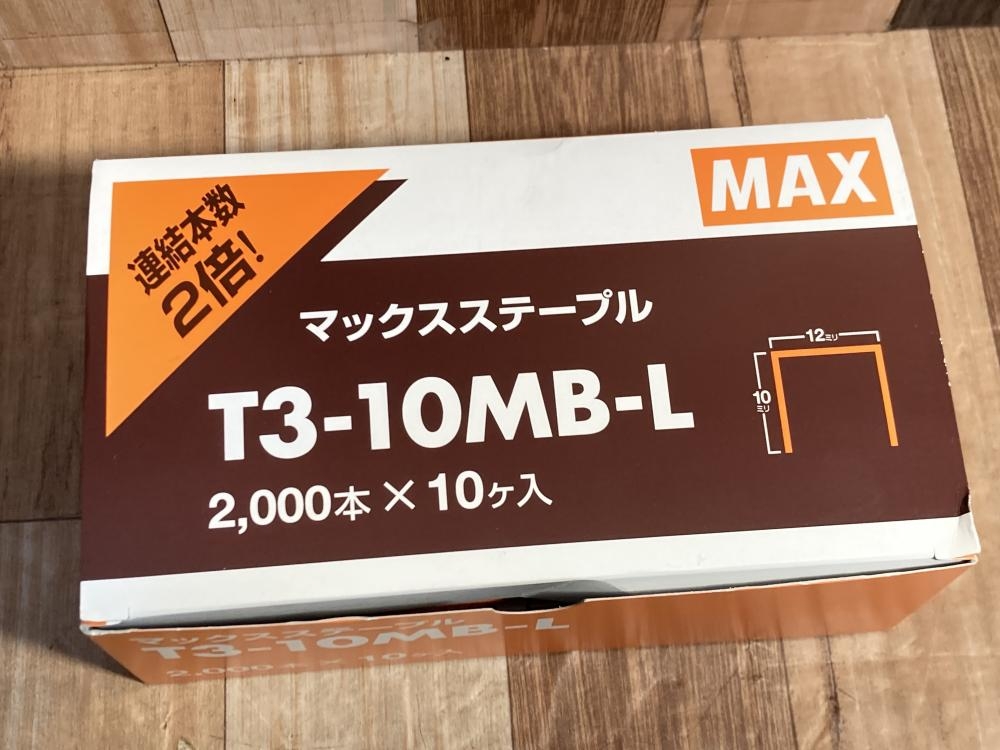 連結本数
2倍!
MAX
マックスステープル
T3-10MB-L
2,000本×10ヶ入
12ミリ
10ミリ
マックスステープル
T3-10MB-L
2,000本×10ヶ入